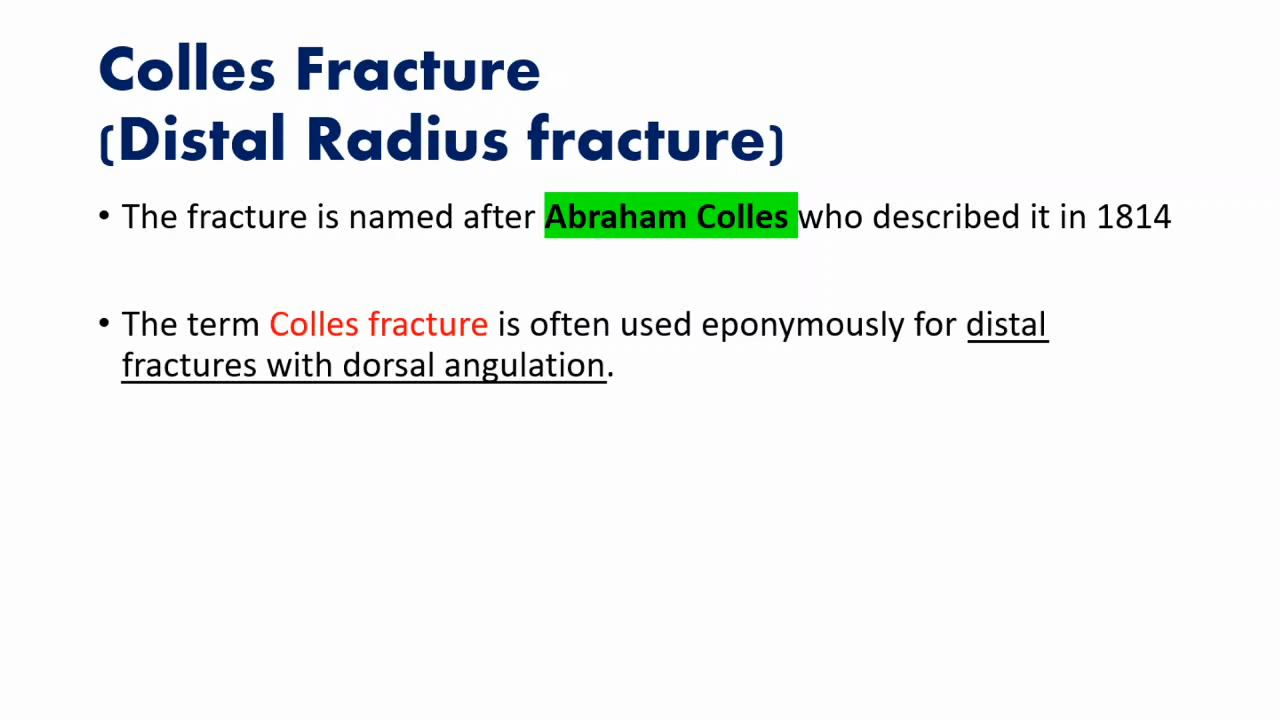 Colles Fracture
(Distal Radius fracture)
• The fracture is named after Abraham Colles who described it in 1814
• The term Colles fracture is often used eponymously for distal
fractures with dorsal angulation.